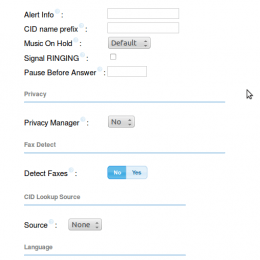 Alert Info :
CID name prefix :
Music On Hold : Default
Signal RINGING :
Pause Before Answer :
Privacy
Privacy Manager : No
Fax Detect
Detect Faxes : No Yes
CID Lookup Source
Source : None
Language